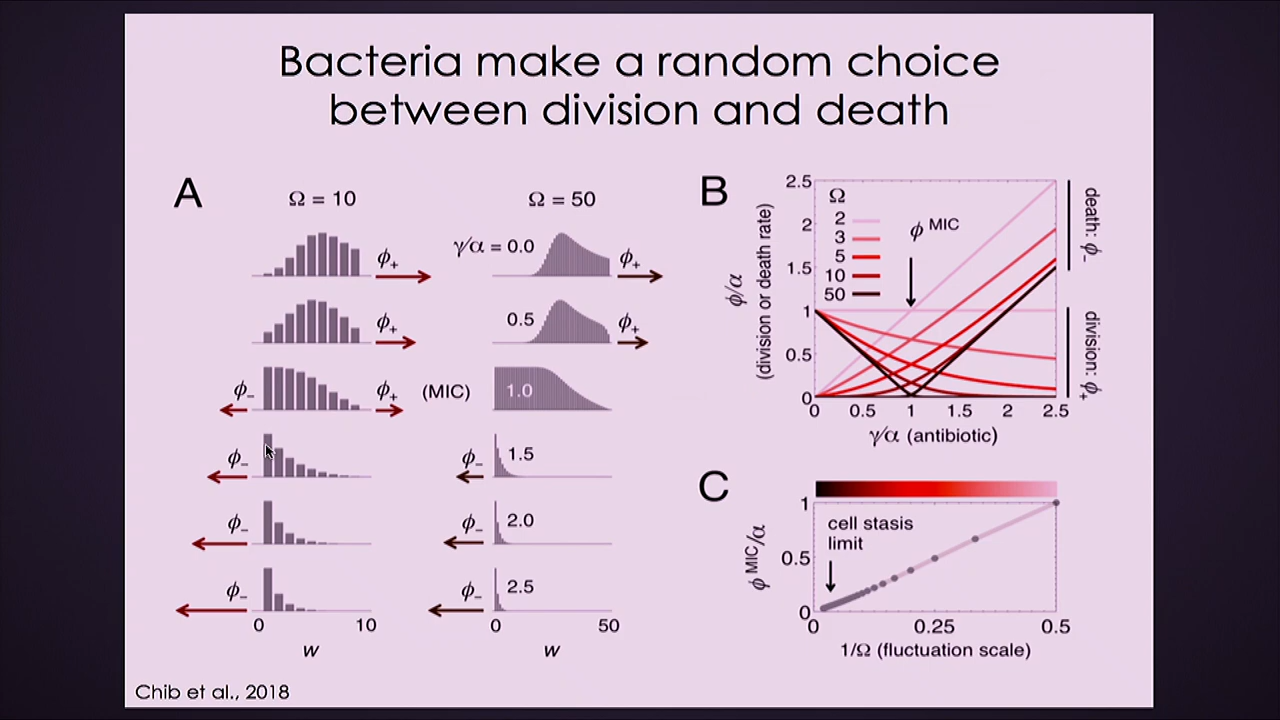 Bacteria make a random choice
between division and death
A
Ω = 10
Ω = 50
ϕ+
γ/α = 0.0
ϕ+
ϕ+
0.5
ϕ+
ϕ−
ϕ+
(MIC)
1.0
ϕ−
ϕ−
1.5
ϕ−
ϕ−
2.0
ϕ−
ϕ−
2.5
0
10
0
50
w
w
B
2.5
2
1.5
1
0.5
0
ϕ/α
(division or death rate)
Ω
2
3
5
10
50
ϕ MIC
death: ϕ−
division: ϕ+
0
0.5
1
1.5
2
2.5
γ/α (antibiotic)
C
1
0.5
0
ϕ MIC/α
cell stasis
limit
0
0.25
0.5
1/Ω (fluctuation scale)
Chib et al., 2018